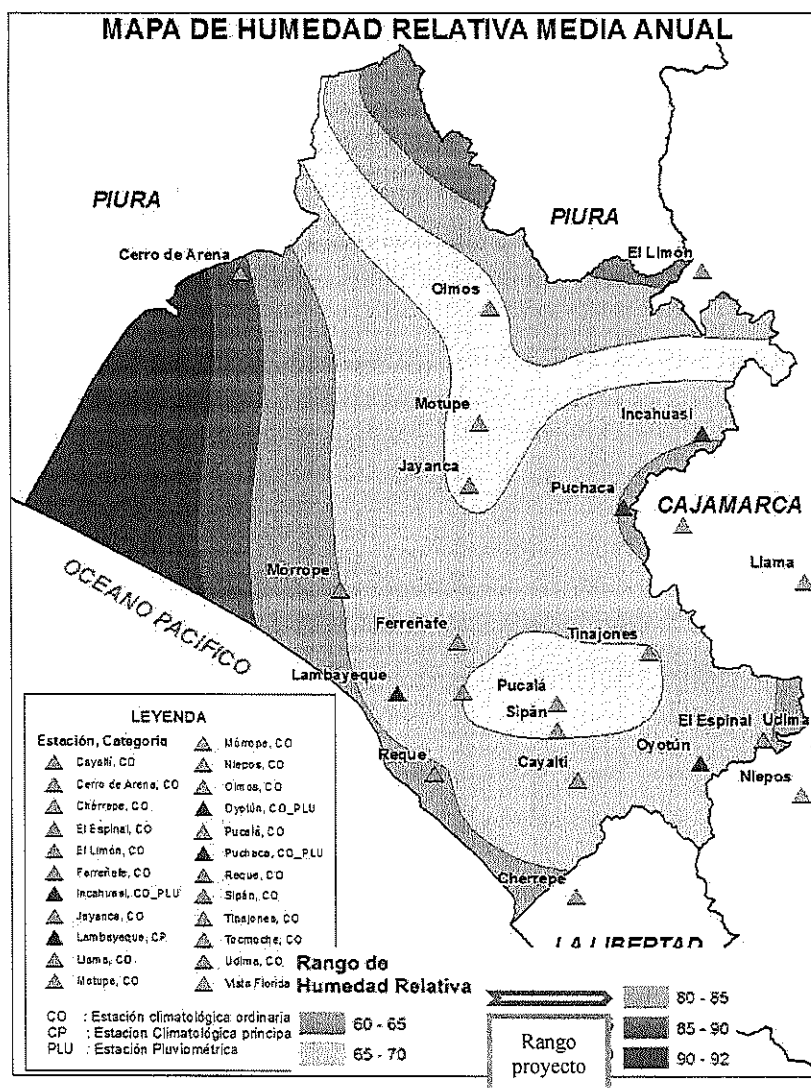 MAPA DE HUMEDAD RELATIVA MEDIA ANUAL
PIURA
PIURA
Cerro de Arena
El Limón
Olmos
Motupe
Incahuasi
Jayanca
Puchaca
CAJAMARCA
Llama
OCEANO PACIFICO
Morrope
Ferreñafe
Tinajones
Lambayeque
Pucalá
Sipán
El Espinal
Udima
Reque
Cayalti
Oyotún
Niepos
Cherrepe
LA LIBERTAD
LEYENDA
Estación, Categoria
Cayalti, CO
Cerro de Arena, CO
Chérrepe, CO
El Espinal, CO
El Limón, CO
Ferreñafe, CO
Incahuasi, CO_PLU
Jayanca, CO
Lambayeque, CP
Llama, CO
Motupe, CO
Mórrope, CO
Niepos, CO
Olmos, CO
Oyotún, CO_PLU
Pucalá, CO
Puchaca, CO_PLU
Reque, CO
Sipán, CO
Tinajones, CO
Tocmoche, CO
Udima, CO
Vista Florida
CO : Estación climatológica ordinaria
CP : Estacion Climatológica principa
PLU : Estación Pluviométrica
Rango de
Humedad Relativa
60 - 65
65 - 70
Rango
proyecto
80 - 85
85 - 90
90 - 92